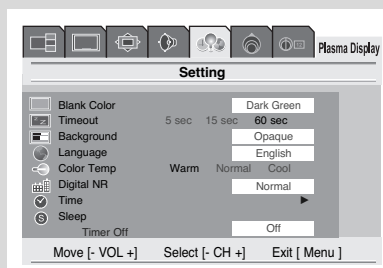 Plasma Display
Setting
Blank Color Dark Green
Timeout 5 sec 15 sec 60 sec
Background Opaque
Language English
Color Temp Warm Normal Cool
Digital NR Normal
Time
Sleep
Timer Off Off
Move [- VOL +] Select [- CH +] Exit [ Menu ]